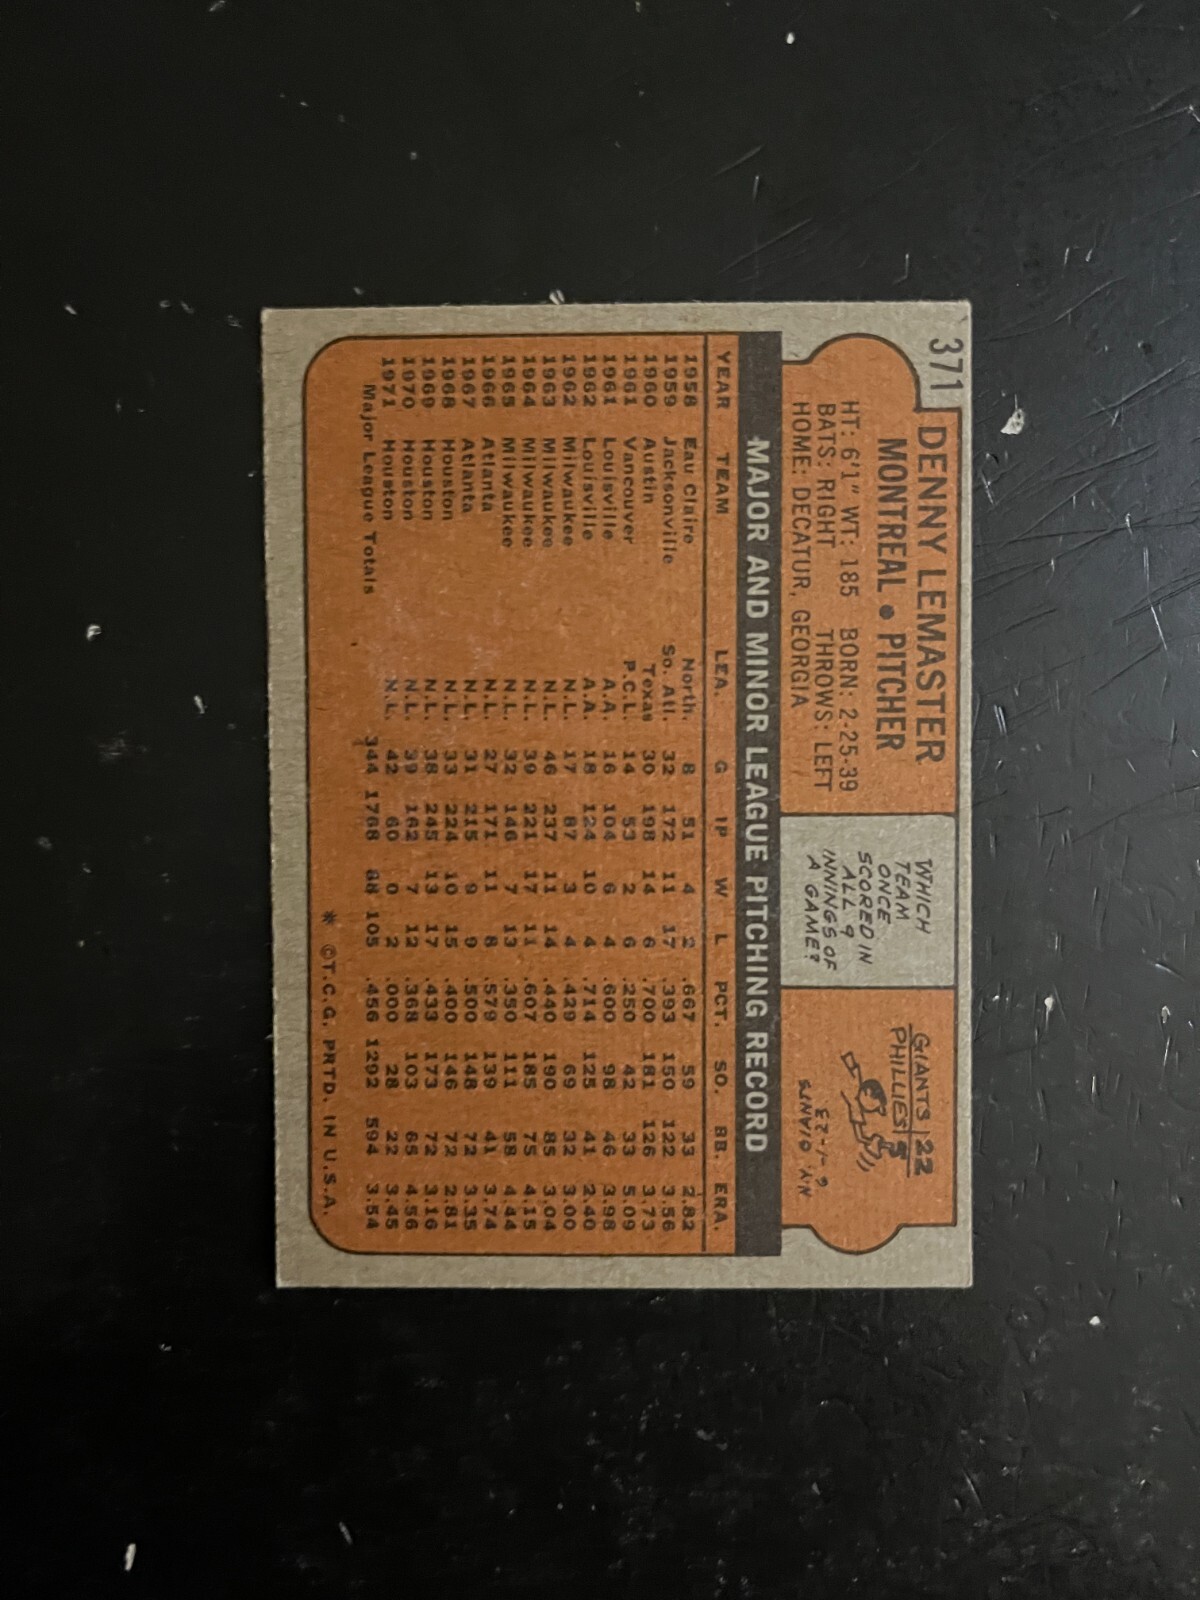 371
DENNY LEMASTER
MONTREAL • PITCHER
HT: 6'1" WT: 185 BORN: 2-25-39
BATS: RIGHT THROWS: LEFT
HOME: DECATUR, GEORGIA
WHICH
TEAM
ONCE
SCORED IN
ALL 9
INNINGS OF
A GAME?
GIANTS 22
PHILLIES 8
N.Y. GIANTS
6-1-23
MAJOR AND MINOR LEAGUE PITCHING RECORD
YEAR TEAM LEA. G IP W L PCT. SO. BB. ERA.
1958 Eau Claire North. 8 51 4 2 .667 59 33 2.82
1959 Jacksonville So. Atl. 32 172 11 17 .393 150 122 3.56
1960 Austin Texas 30 198 14 6 .700 181 126 3.73
1961 Vancouver P.C.L. 14 53 2 6 .250 42 33 5.09
1961 Louisville A.A. 16 104 6 4 .600 98 46 3.98
1962 Louisville A.A. 18 124 10 4 .714 125 41 2.40
1962 Milwaukee N.L. 17 87 3 4 .429 69 32 3.00
1963 Milwaukee N.L. 46 237 11 14 .440 190 85 3.04
1964 Milwaukee N.L. 39 221 17 11 .607 185 75 4.15
1965 Milwaukee N.L. 32 146 7 13 .350 111 58 4.44
1966 Atlanta N.L. 27 171 11 8 .579 139 41 3.74
1967 Atlanta N.L. 31 215 9 9 .500 148 72 3.35
1968 Houston N.L. 33 224 10 15 .400 146 72 2.81
1969 Houston N.L. 38 245 13 17 .433 173 72 3.16
1970 Houston N.L. 39 162 7 12 .368 103 65 4.56
1971 Houston N.L. 42 60 0 2 .000 28 22 3.45
Major League Totals 344 1768 88 105 .456 1292 594 3.54
* ©T.C.G. PRTD. IN U.S.A.